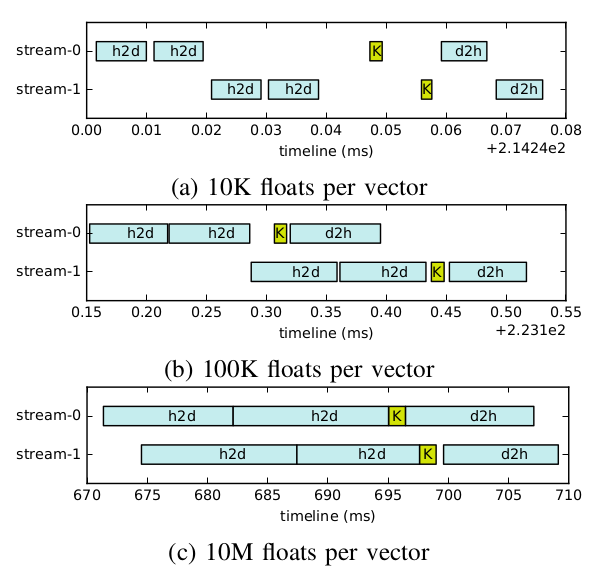 stream-0 h2d h2d K d2h
stream-1 h2d h2d K d2h
0.00 0.01 0.02 0.03 0.04 0.05 0.06 0.07 0.08
timeline (ms) +2.1424e2
(a) 10K floats per vector
stream-0 h2d h2d K d2h
stream-1 h2d h2d K d2h
0.15 0.20 0.25 0.30 0.35 0.40 0.45 0.50 0.55
timeline (ms) +2.231e2
(b) 100K floats per vector
stream-0 h2d h2d K d2h
stream-1 h2d h2d K d2h
670 675 680 685 690 695 700 705 710
timeline (ms)
(c) 10M floats per vector